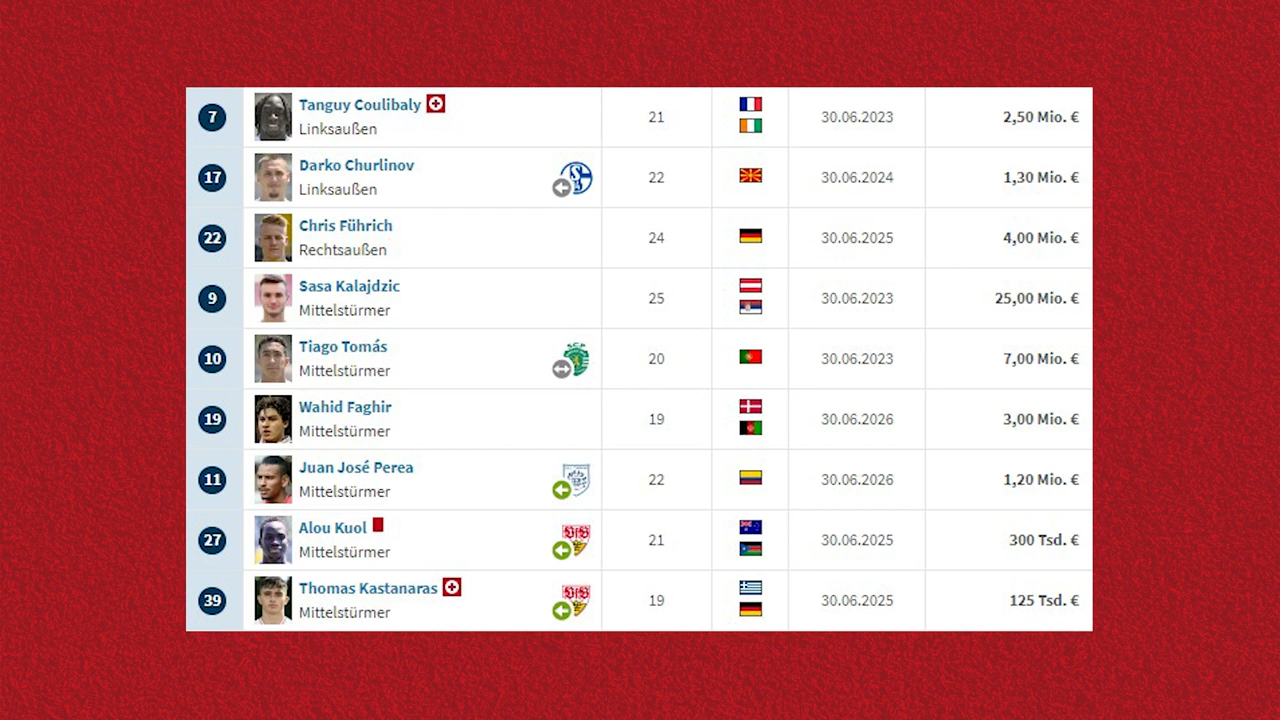 7
Tanguy Coulibaly
Linksaußen
21
30.06.2023
2,50 Mio. €
17
Darko Churlinov
Linksaußen
22
30.06.2024
1,30 Mio. €
22
Chris Führich
Rechtsaußen
24
30.06.2025
4,00 Mio. €
9
Sasa Kalajdzic
Mittelstürmer
25
30.06.2023
25,00 Mio. €
10
Tiago Tomás
Mittelstürmer
20
30.06.2023
7,00 Mio. €
19
Wahid Faghir
Mittelstürmer
19
30.06.2026
3,00 Mio. €
11
Juan José Perea
Mittelstürmer
22
30.06.2026
1,20 Mio. €
27
Alou Kuol
Mittelstürmer
VfB
21
30.06.2025
300 Tsd. €
39
Thomas Kastanaras
Mittelstürmer
VfB
19
30.06.2025
125 Tsd. €